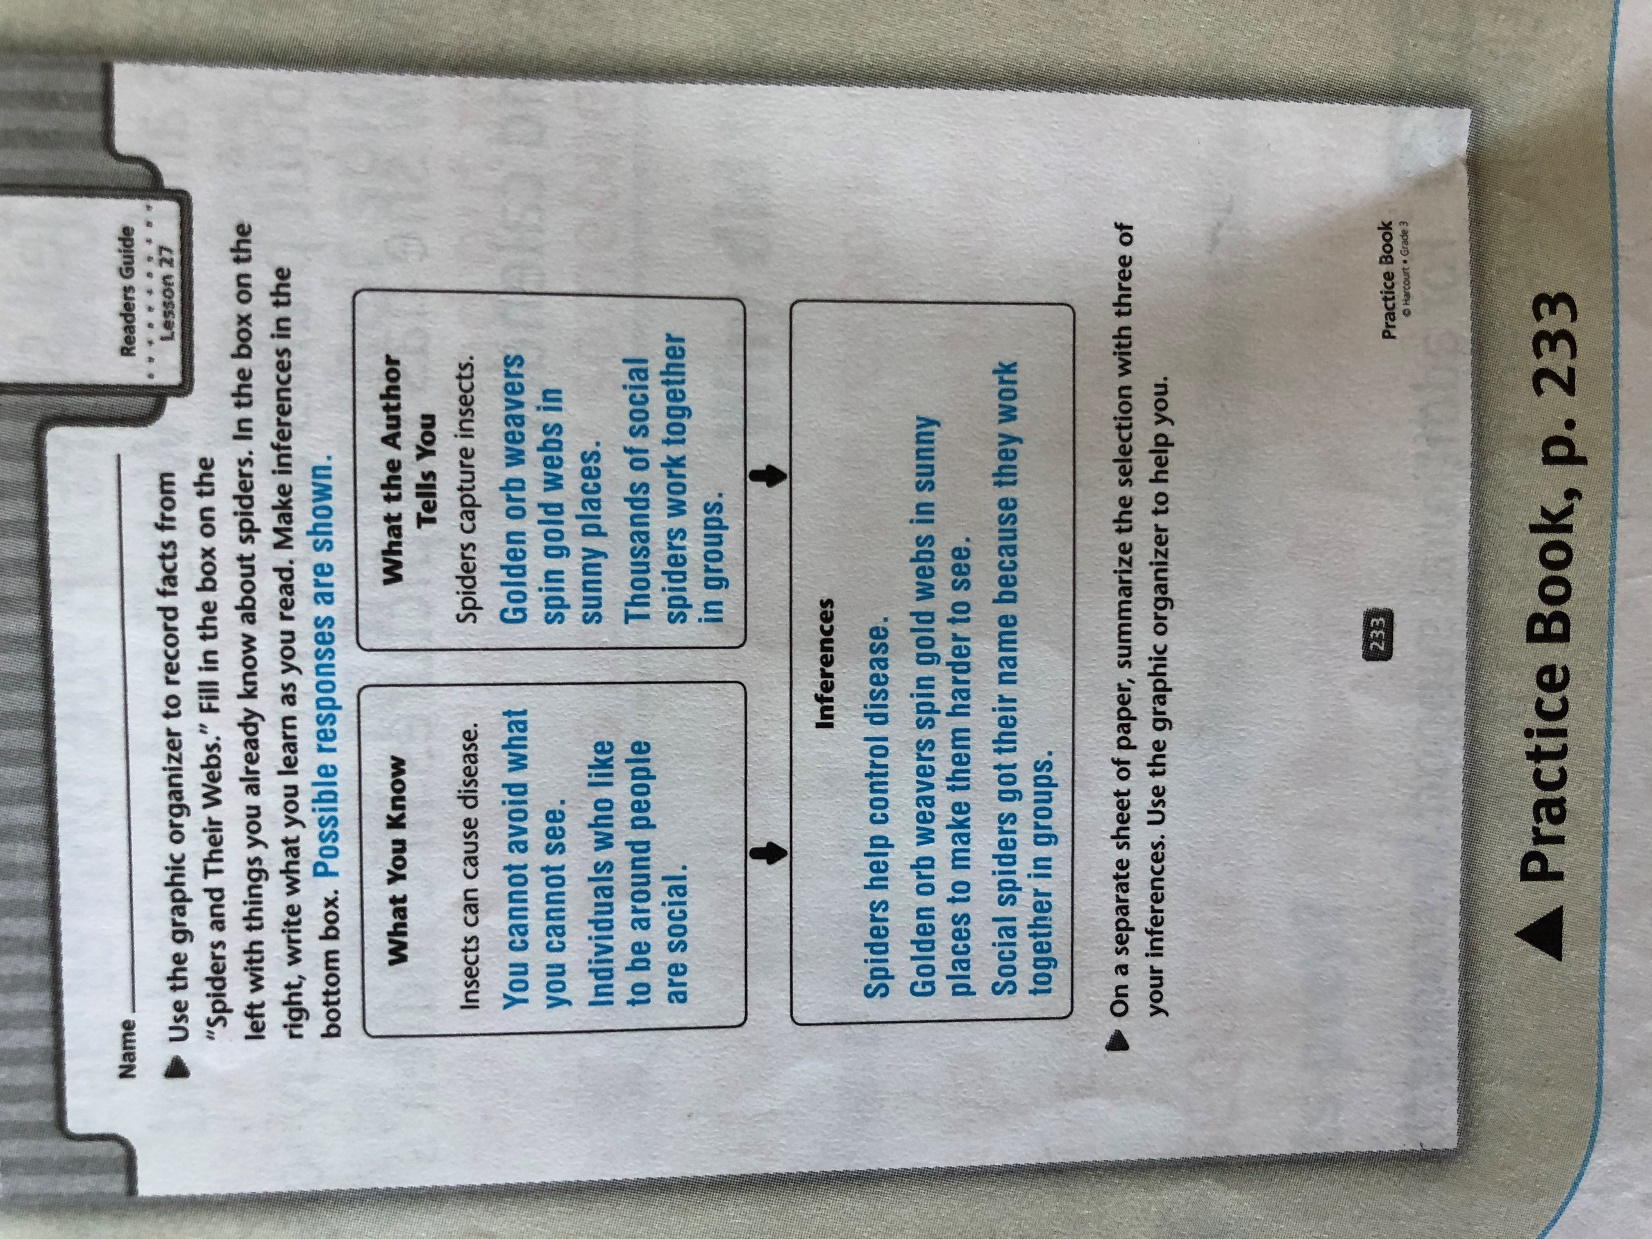 Readers Guide
Lesson 27
Name
Use the graphic organizer to record facts from
"Spiders and Their Webs." Fill in the box on the
left with things you already know about spiders. In the box on the
right, write what you learn as you read. Make inferences in the
bottom box. Possible responses are shown.
What You Know
Insects can cause disease.
You cannot avoid what
you cannot see.
Individuals who like
to be around people
are social.
What the Author
Tells You
Spiders capture insects.
Golden orb weavers
spin gold webs in
sunny places.
Thousands of social
spiders work together
in groups.
Inferences
Spiders help control disease.
Golden orb weavers spin gold webs in sunny
places to make them harder to see.
Social spiders got their name because they work
together in groups.
On a separate sheet of paper, summarize the selection with three of
your inferences. Use the graphic organizer to help you.
233
Practice Book
© Harcourt • Grade 3
▲ Practice Book, p. 233